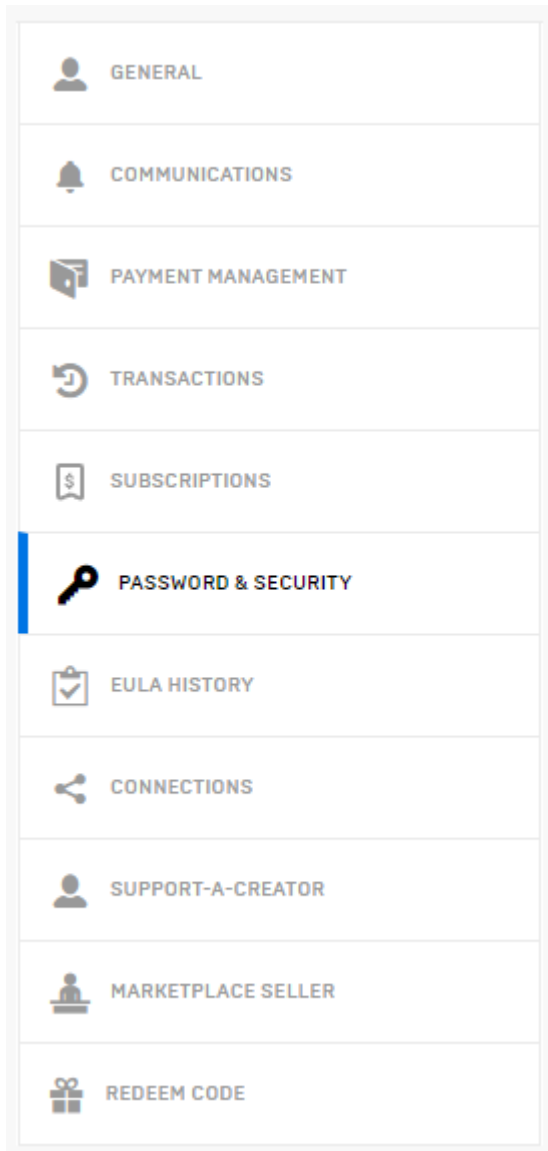 GENERAL
COMMUNICATIONS
PAYMENT MANAGEMENT
TRANSACTIONS
$
SUBSCRIPTIONS
PASSWORD & SECURITY
EULA HISTORY
CONNECTIONS
SUPPORT-A-CREATOR
MARKETPLACE SELLER
REDEEM CODE